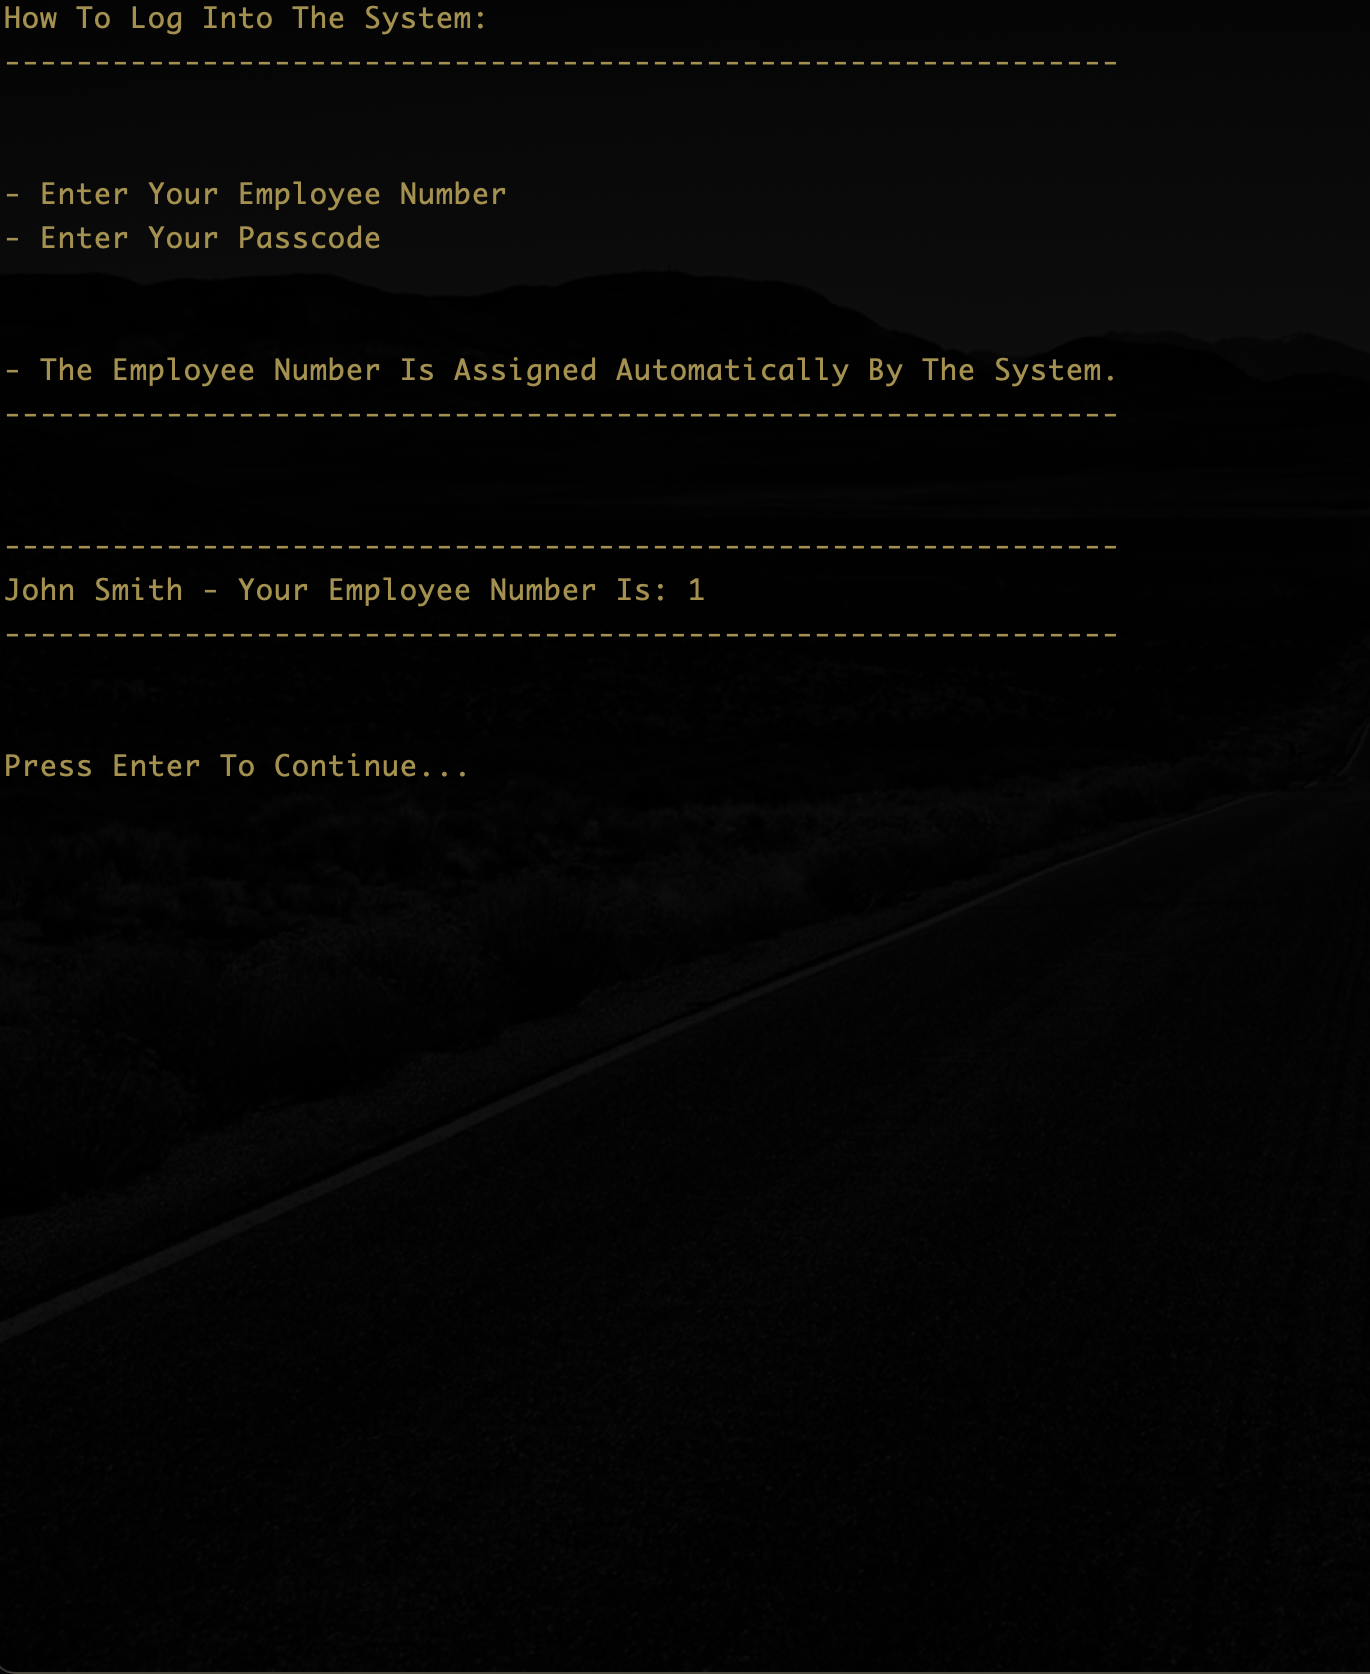 How To Log Into The System:
--------------------------------------------------------------
- Enter Your Employee Number
- Enter Your Passcode
- The Employee Number Is Assigned Automatically By The System.
--------------------------------------------------------------
--------------------------------------------------------------
John Smith - Your Employee Number Is: 1
--------------------------------------------------------------
Press Enter To Continue...